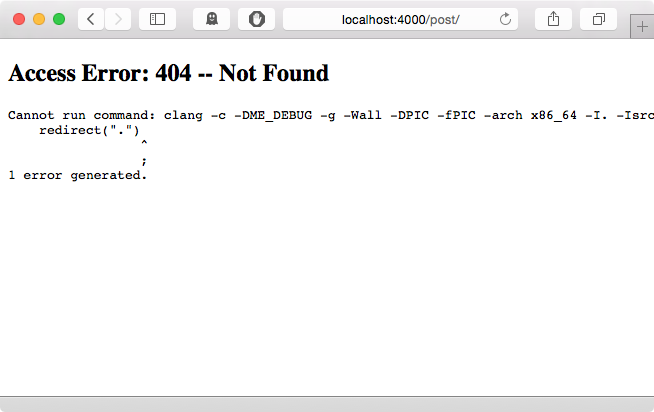 localhost:4000/post/
Access Error: 404 -- Not Found
Cannot run command: clang -c -DME_DEBUG -g -Wall -DPIC -fPIC -arch x86_64 -I. -Isrc
    redirect(".")
                  ^
                  ;
1 error generated.